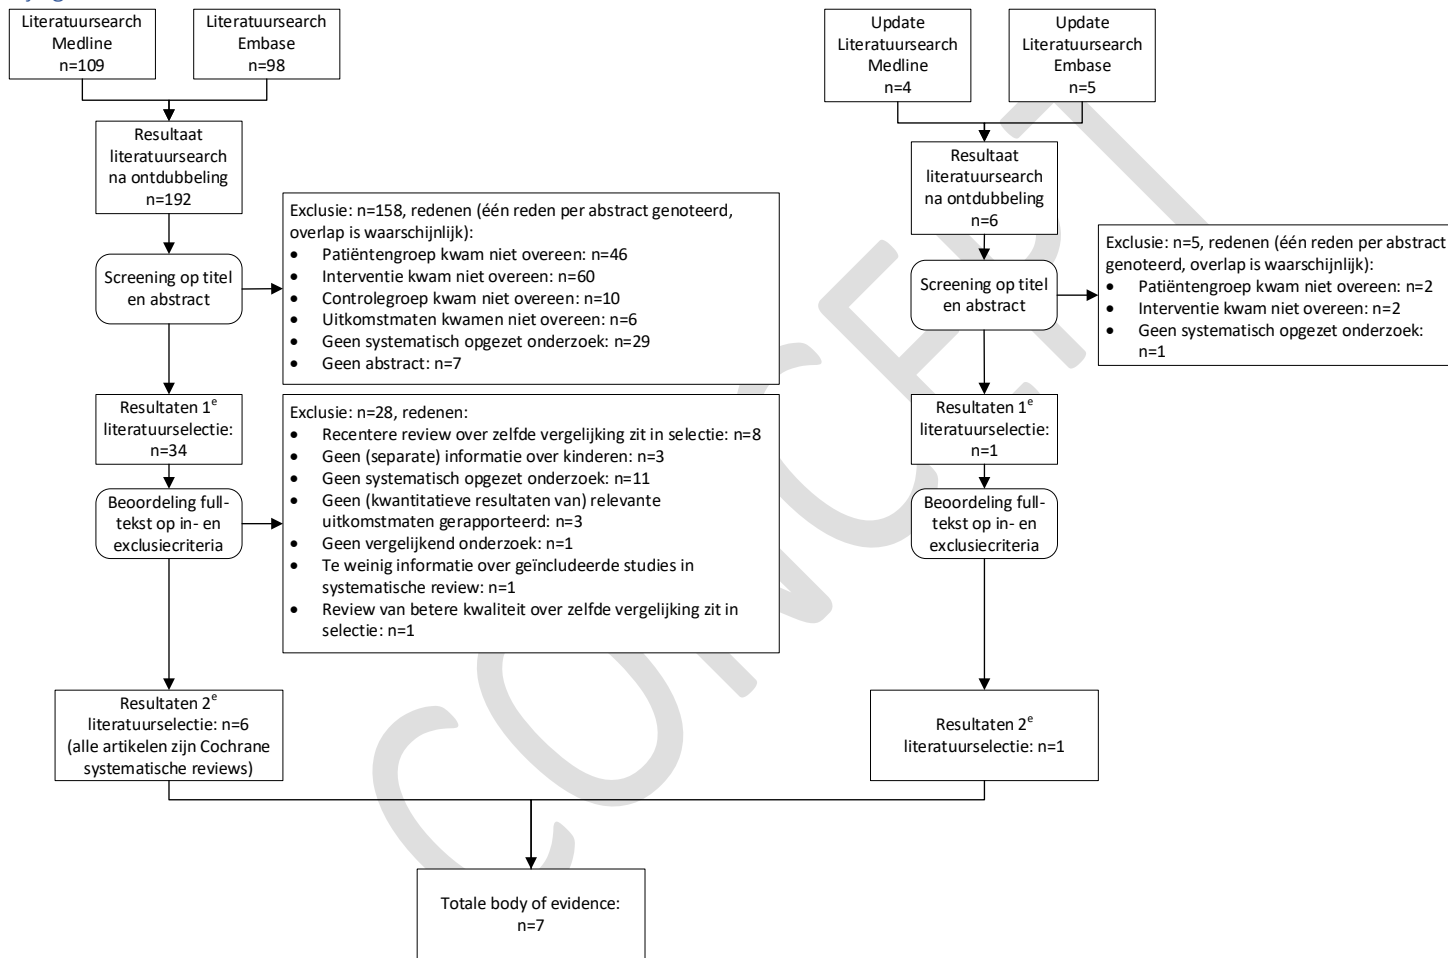 Literatuursearch
Medline
n=109
Literatuursearch
Embase
n=98
Resultaat
literatuursearch
na ontdubbeling
n=192
Screening op titel
en abstract
Exclusie: n=158, redenen (één reden per abstract genoteerd,
overlap is waarschijnlijk):
• Patiëntengroep kwam niet overeen: n=46
• Interventie kwam niet overeen: n=60
• Controlegroep kwam niet overeen: n=10
• Uitkomstmaten kwamen niet overeen: n=6
• Geen systematisch opgezet onderzoek: n=29
• Geen abstract: n=7
Resultaten 1e
literatuurselectie:
n=34
Beoordeling full-
tekst op in- en
exclusiecriteria
Exclusie: n=28, redenen:
• Recentere review over zelfde vergelijking zit in selectie: n=8
• Geen (separate) informatie over kinderen: n=3
• Geen systematisch opgezet onderzoek: n=11
• Geen (kwantitatieve resultaten van) relevante
uitkomstmaten gerapporteerd: n=3
• Geen vergelijkend onderzoek: n=1
• Te weinig informatie over geïncludeerde studies in
systematische review: n=1
• Review van betere kwaliteit over zelfde vergelijking zit in
selectie: n=1
Resultaten 2e
literatuurselectie: n=6
(alle artikelen zijn Cochrane
systematische reviews)
Update
Literatuursearch
Medline
n=4
Update
Literatuursearch
Embase
n=5
Resultaat
literatuursearch
na ontdubbeling
n=6
Screening op titel
en abstract
Exclusie: n=5, redenen (één reden per abstract
genoteerd, overlap is waarschijnlijk):
• Patiëntengroep kwam niet overeen: n=2
• Interventie kwam niet overeen: n=2
• Geen systematisch opgezet onderzoek:
n=1
Resultaten 1e
literatuurselectie:
n=1
Beoordeling full-
tekst op in- en
exclusiecriteria
Resultaten 2e
literatuurselectie: n=1
Totale body of evidence:
n=7
CONCEPT